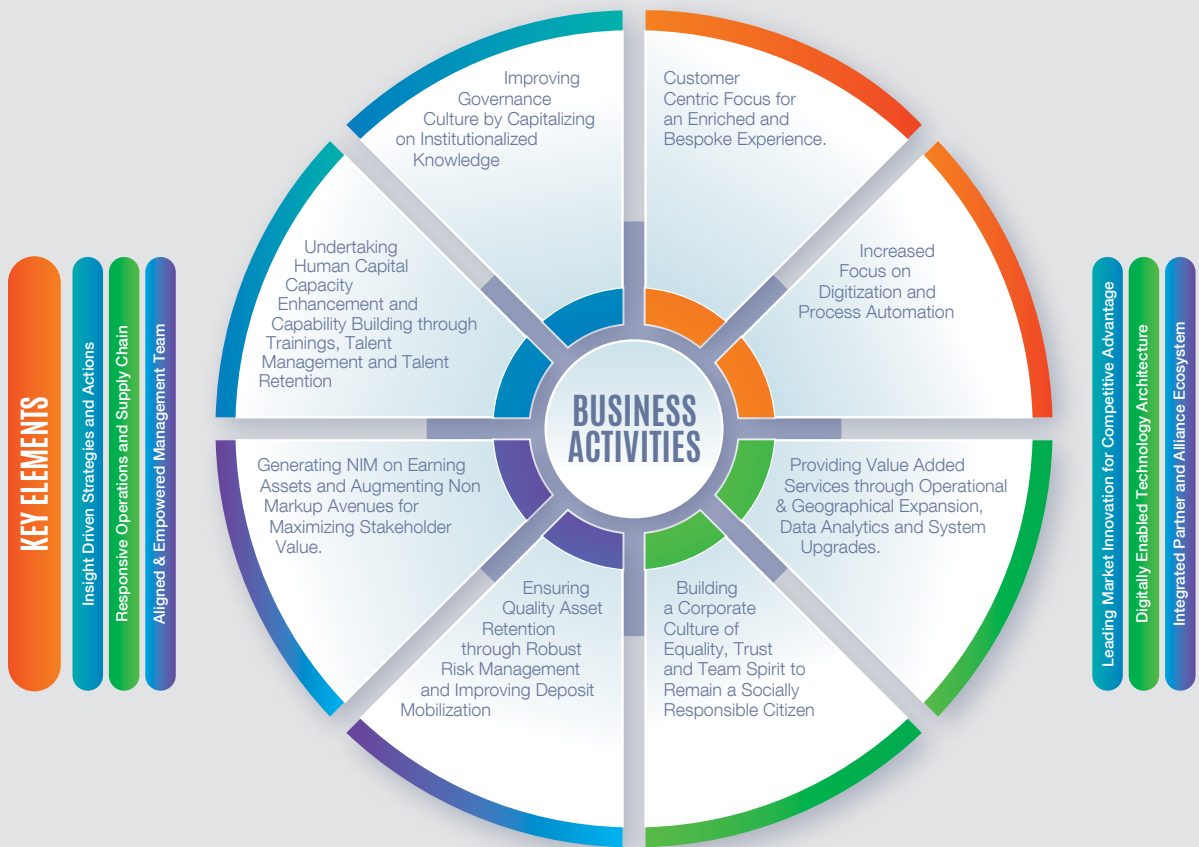 KEY ELEMENTS
Insight Driven Strategies and Actions
Responsive Operations and Supply Chain
Aligned & Empowered Management Team
Improving
Governance
Culture by Capitalizing
on Institutionalized
Knowledge
Customer
Centric Focus for
an Enriched and
Bespoke Experience.
Undertaking
Human Capital
Capacity
Enhancement and
Capability Building through
Trainings, Talent
Management and Talent
Retention
Increased
Focus on
Digitization and
Process Automation
BUSINESS
ACTIVITIES
Generating NIM on Earning
Assets and Augmenting Non
Markup Avenues for
Maximizing Stakeholder
Value.
Providing Value Added
Services through Operational
& Geographical Expansion,
Data Analytics and System
Upgrades.
Ensuring
Quality Asset
Retention
through Robust
Risk Management
and Improving Deposit
Mobilization
Building
a Corporate
Culture of
Equality, Trust
and Team Spirit to
Remain a Socially
Responsible Citizen
Leading Market Innovation for Competitive Advantage
Digitally Enabled Technology Architecture
Integrated Partner and Alliance Ecosystem